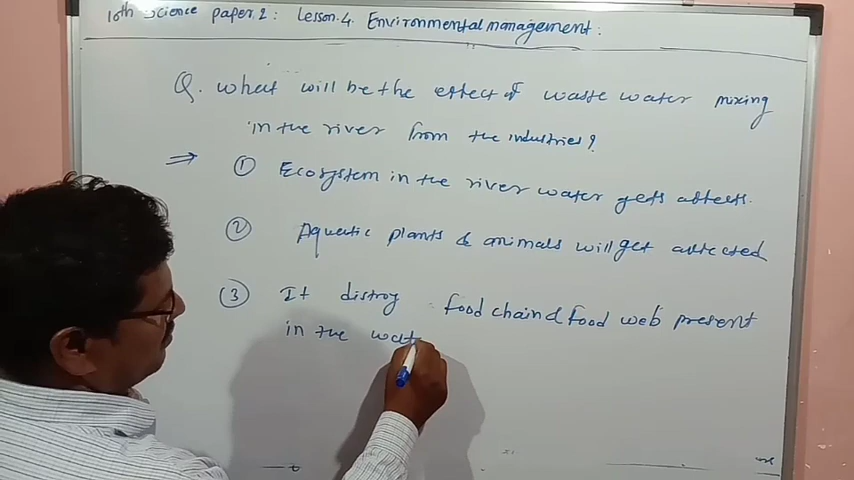 10th Science paper 2 : Lesson.4. Environmental management.
Q. what will be the effect of waste water mixing
in the river from the industries?
⇒ ① Ecosystem in the river water gets affects.
② Aquatic plants & animals will get affected
③ It distroy food chain & food web present
in the wat